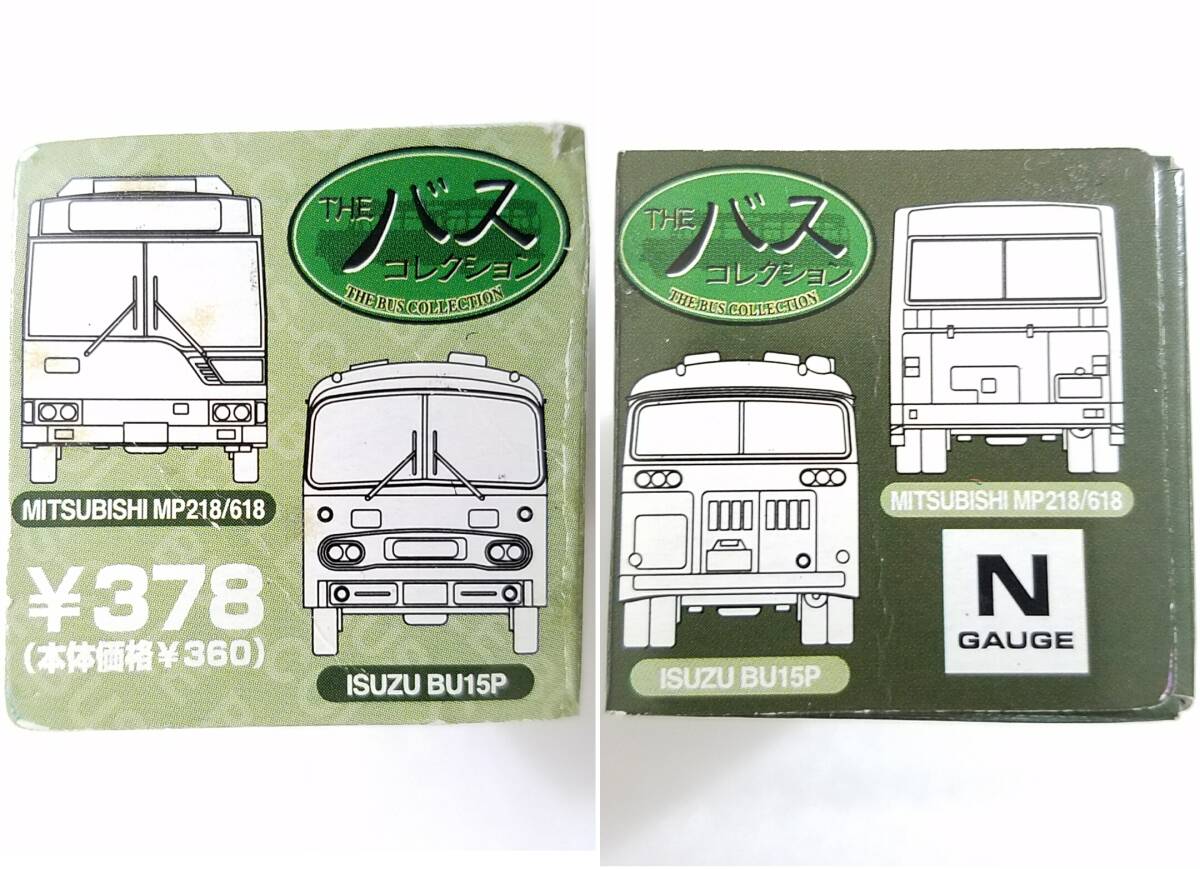 THE バス
コレクション
THE BUS COLLECTION
MITSUBISHI MP218/618
¥378
(本体価格¥360)
ISUZU BU15P
THE バス
コレクション
THE BUS COLLECTION
MITSUBISHI MP218/618
N
GAUGE
ISUZU BU15P